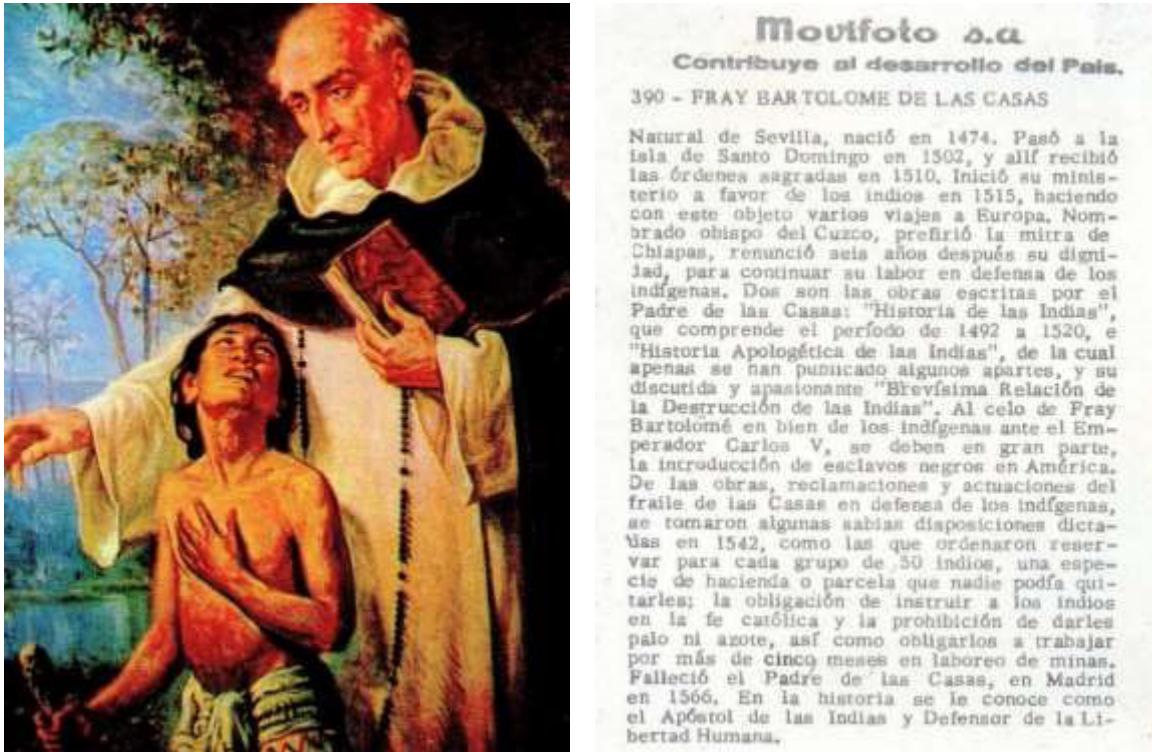 Movifoto s.a
Contribuye al desarrollo del Pais.
390 - FRAY BARTOLOME DE LAS CASAS
Natural de Sevilla, nació en 1474. Pasó a la
isla de Santo Domingo en 1502, y allí recibió
las órdenes sagradas en 1510. Inició su minis-
terio a favor de los indios en 1515, haciendo
con este objeto varios viajes a Europa. Nom-
brado obispo del Cuzco, prefirió la mitra de
Chiapas, renunció seis años después su digni-
dad, para continuar su labor en defensa de los
indígenas. Dos son las obras escritas por el
Padre de las Casas: "Historia de las Indias",
que comprende el período de 1492 a 1520, e
"Historia Apologética de las Indias", de la cual
apenas se han publicado algunos apartes, y su
discutida y apasionante "Brevísima Relación de
la Destrucción de las Indias". Al celo de Fray
Bartolomé en bien de los indígenas ante el Em-
perador Carlos V, se deben en gran parte,
la introducción de esclavos negros en América.
De las obras, reclamaciones y actuaciones del
fraile de las Casas en defensa de los indígenas,
se tomaron algunas sabias disposiciones dicta-
das en 1542, como las que ordenaron reser-
var para cada grupo de 50 indios, una espe-
cie de hacienda o parcela que nadie podía qui-
tarles; la obligación de instruir a los indios
en la fe católica y la prohibición de darles
palo ni azote, así como obligarlos a trabajar
por más de cinco meses en laboreo de minas.
Falleció el Padre de las Casas, en Madrid
en 1566. En la historia se le conoce como
el Apóstol de las Indias y Defensor de la Li-
bertad Humana.